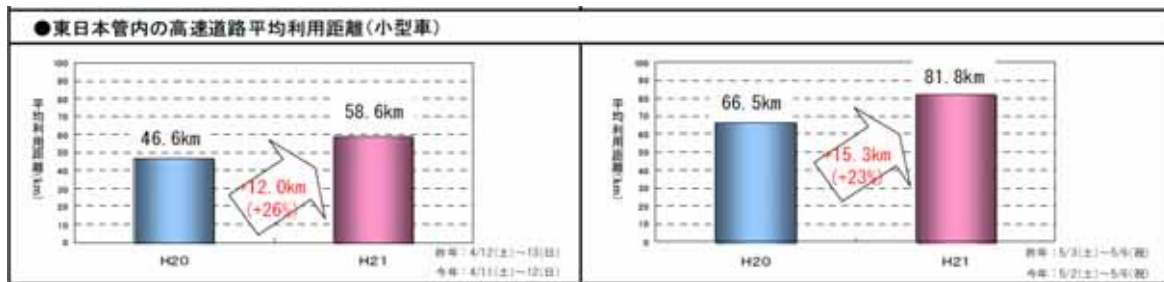 ●東日本管内の高速道路平均利用距離(小型車)
平均利用距離(km)
100
90
80
70
60
50
40
30
20
10
0
46.6km
58.6km
+12.0km
(+26%)
H20
H21
昨年：4/12(土)～13(日)
今年：4/11(土)～12(日)
平均利用距離(km)
100
90
80
70
60
50
40
30
20
10
0
66.5km
81.8km
+15.3km
(+23%)
H20
H21
昨年：5/3(土)～5/6(祝)
今年：5/2(土)～5/6(祝)